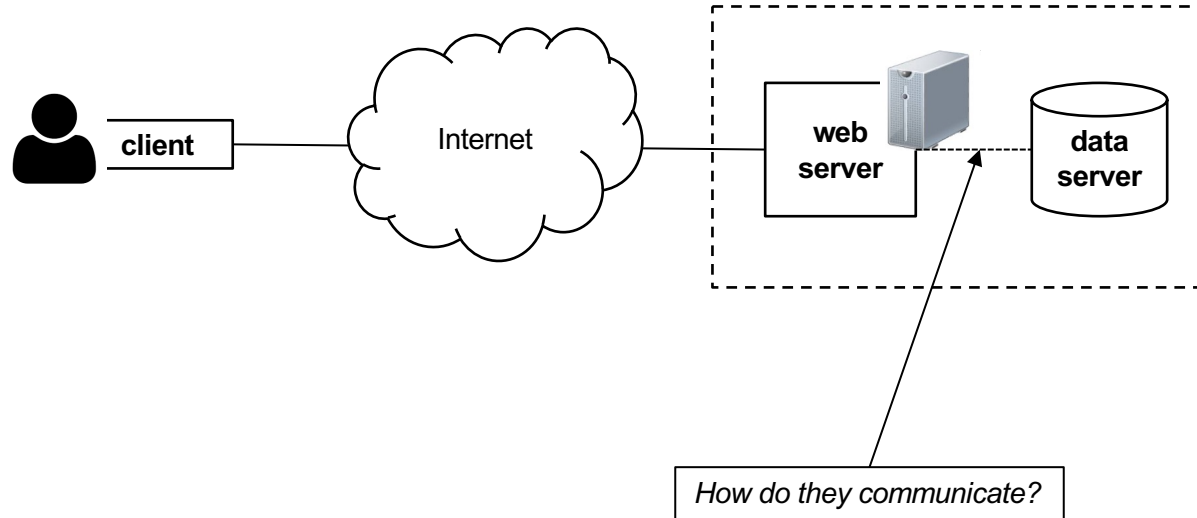 client
Internet
web
server
data
server
How do they communicate?